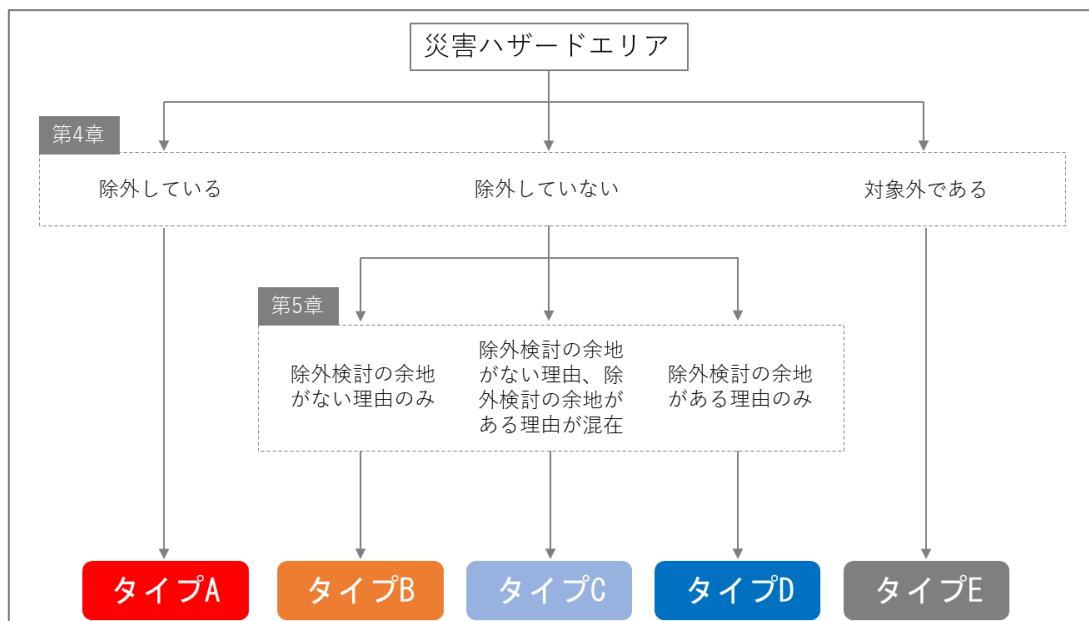 災害ハザードエリア
第4章
除外している
除外していない
対象外である
第5章
除外検討の余地
がない理由のみ
除外検討の余地
がない理由、除
外検討の余地が
ある理由が混在
除外検討の余地
がある理由のみ
タイプA
タイプB
タイプC
タイプD
タイプE